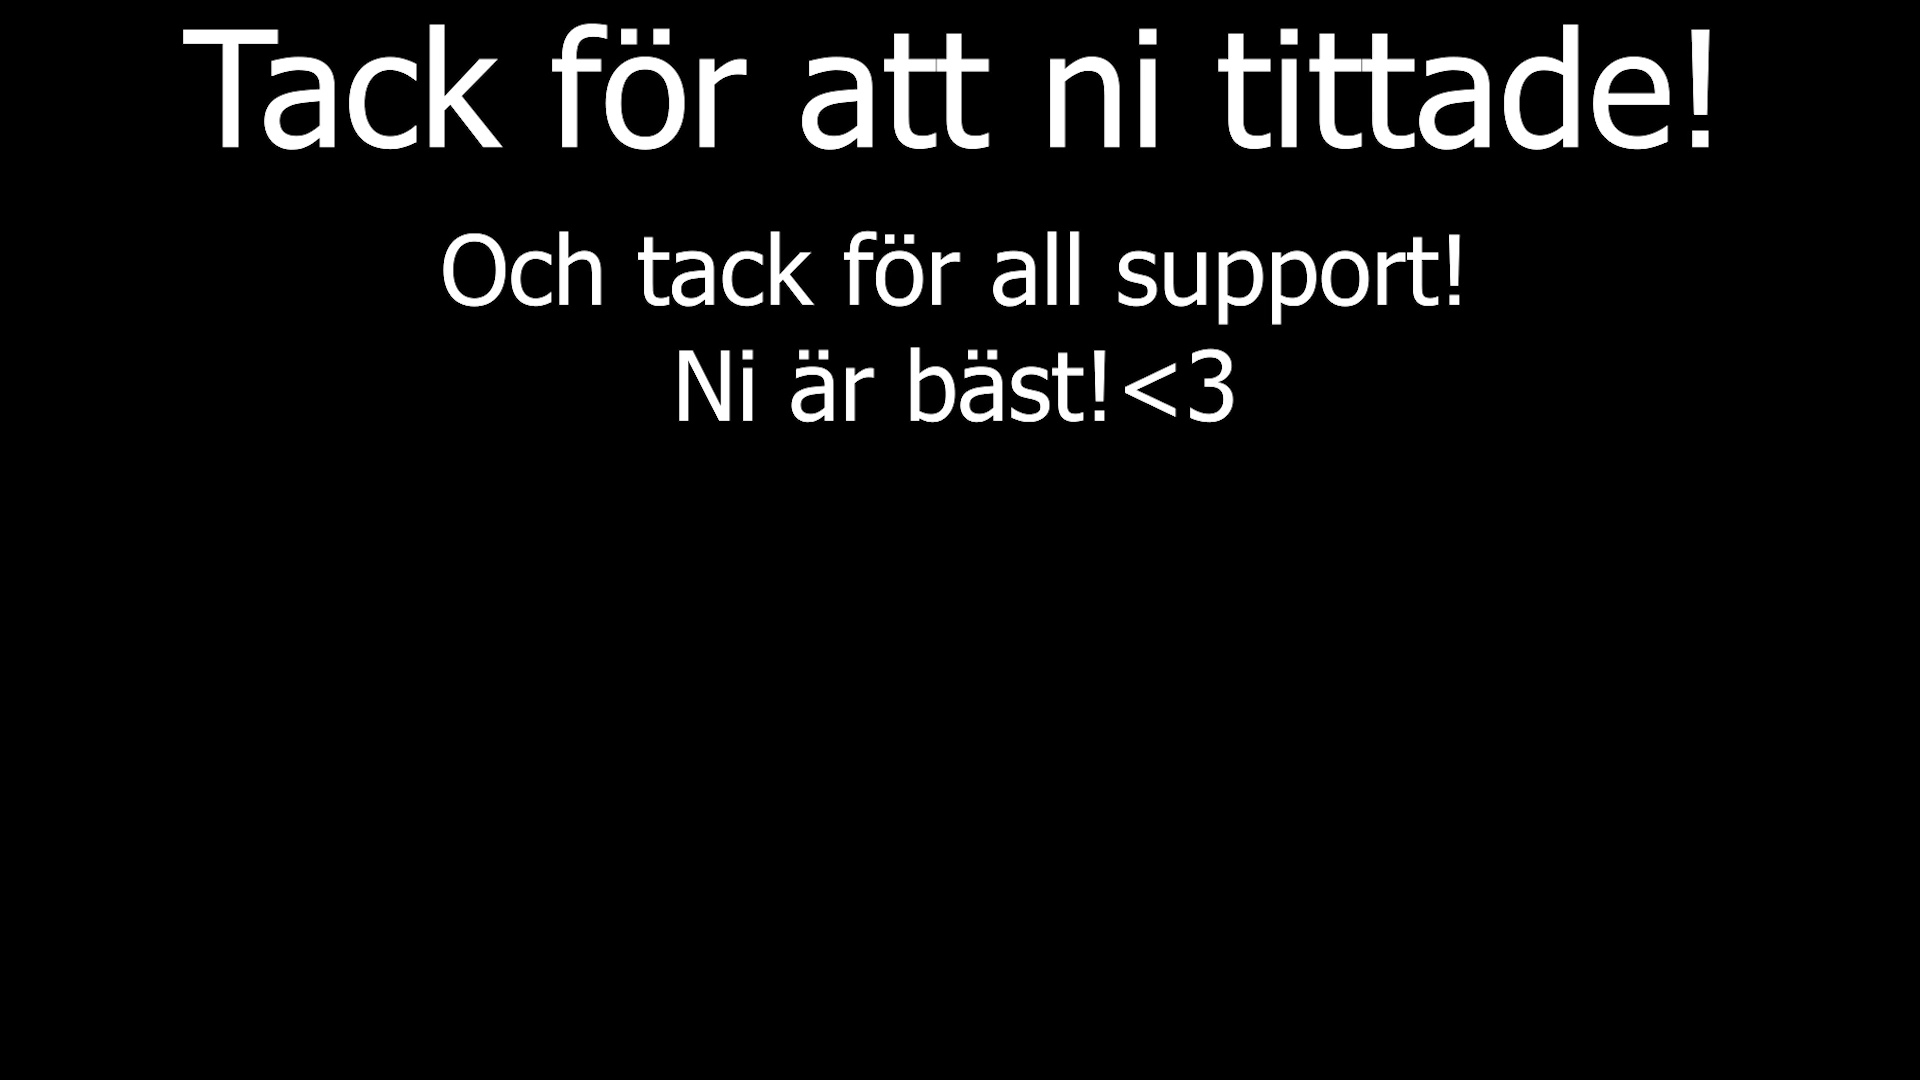 Tack för att ni tittade!
Och tack för all support!
Ni är bäst!<3